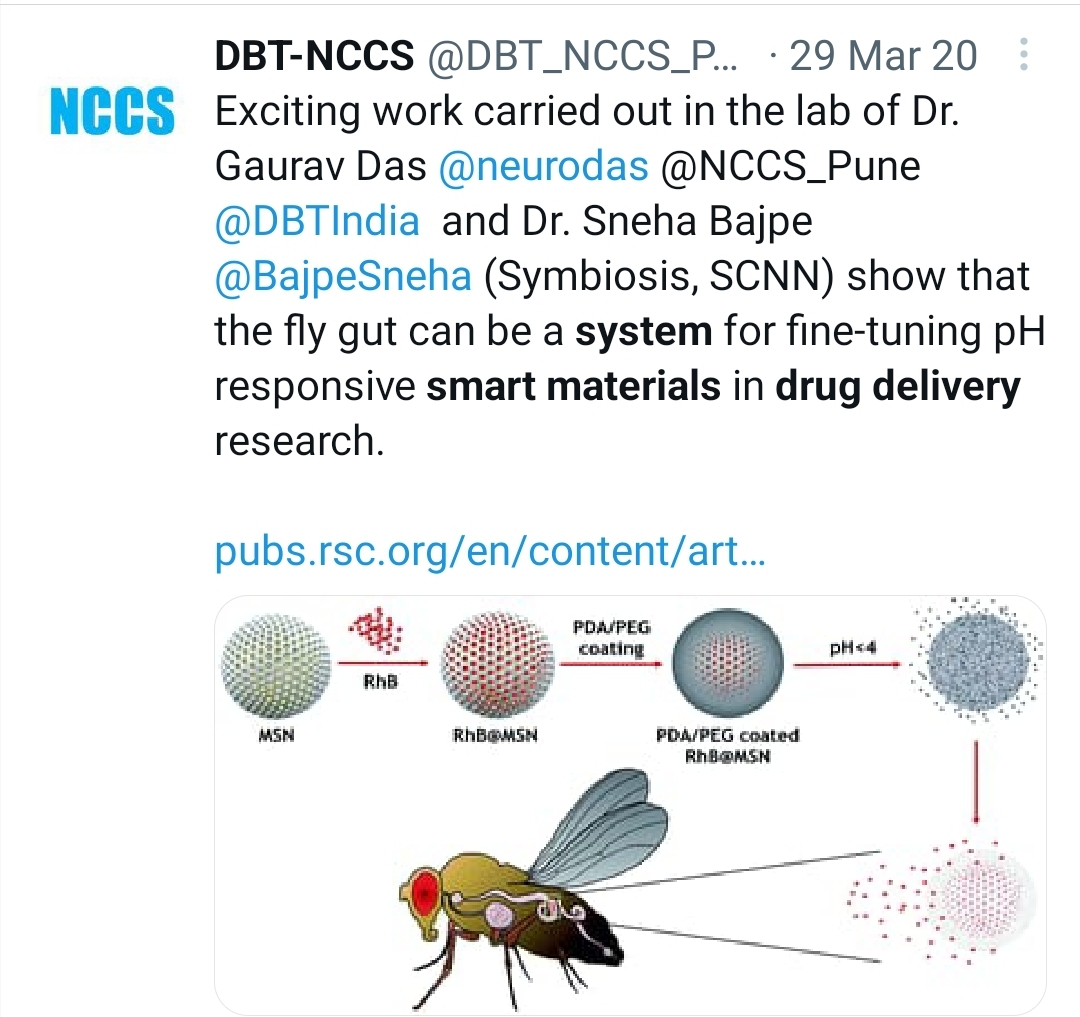 DBT-NCCS @DBT_NCCS_P... · 29 Mar 20
NCCS
Exciting work carried out in the lab of Dr.
Gaurav Das @neurodas @NCCS_Pune
@DBTIndia and Dr. Sneha Bajpe
@BajpeSneha (Symbiosis, SCNN) show that
the fly gut can be a system for fine-tuning pH
responsive smart materials in drug delivery
research.
pubs.rsc.org/en/content/art...
RhB
PDA/PEG
coating
pH<4
MSN
RhB@MSN
PDA/PEG coated
RhB@MSN